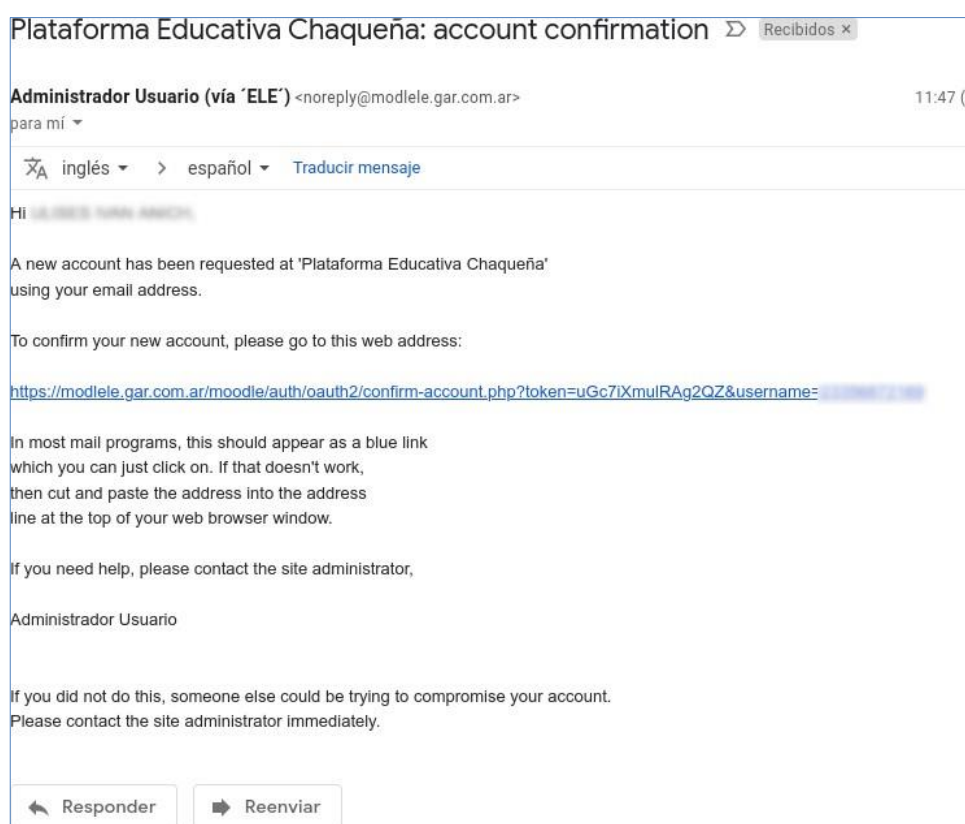 Plataforma Educativa Chaqueña: account confirmation Recibidos ×
Administrador Usuario (vía ´ELE´) <noreply@modlele.gar.com.ar> 11:47 (
para mí
inglés > español Traducir mensaje
Hi
A new account has been requested at 'Plataforma Educativa Chaqueña'
using your email address.
To confirm your new account, please go to this web address:
https://modlele.gar.com.ar/moodle/auth/oauth2/confirm-account.php?token=uGc7iXmulRAg2QZ&username=
In most mail programs, this should appear as a blue link
which you can just click on. If that doesn't work,
then cut and paste the address into the address
line at the top of your web browser window.
If you need help, please contact the site administrator,
Administrador Usuario
If you did not do this, someone else could be trying to compromise your account.
Please contact the site administrator immediately.
Responder Reenviar